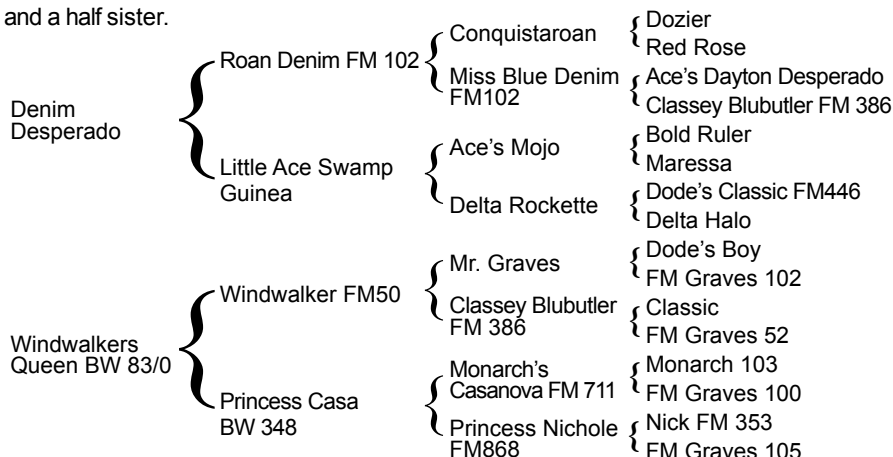 and a half sister.
Denim
Desperado
Roan Denim FM 102
Conquistaroan
Dozier
Red Rose
Miss Blue Denim
FM102
Ace's Dayton Desperado
Classey Blubutler FM 386
Little Ace Swamp
Guinea
Ace's Mojo
Bold Ruler
Maressa
Delta Rockette
Dode's Classic FM446
Delta Halo
Windwalkers
Queen BW 83/0
Windwalker FM50
Mr. Graves
Dode's Boy
FM Graves 102
Classey Blubutler
FM 386
Classic
FM Graves 52
Princess Casa
BW 348
Monarch's
Casanova FM 711
Monarch 103
FM Graves 100
Princess Nichole
FM868
Nick FM 353
FM Graves 105